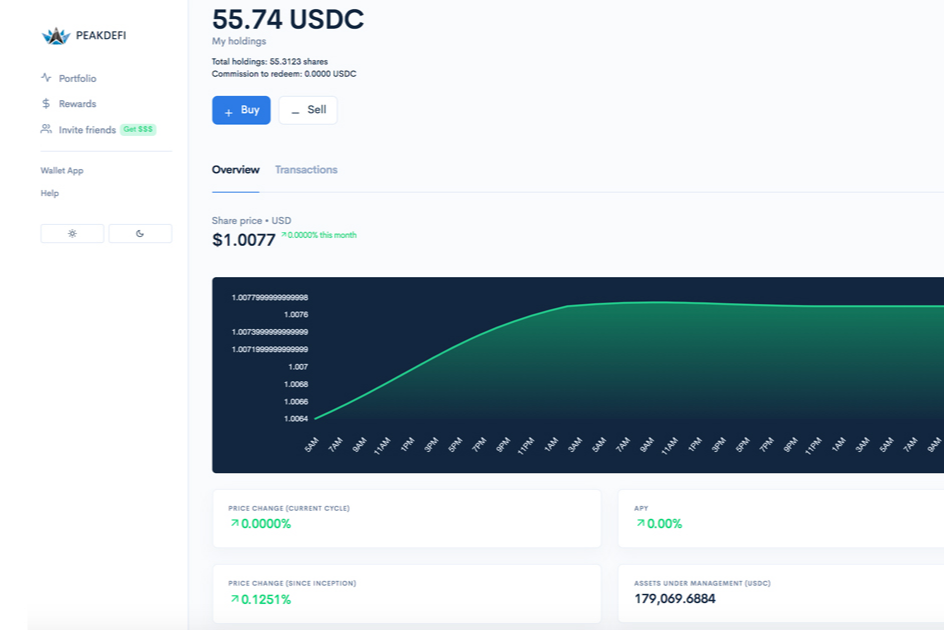 PEAKDEFI
Portfolio
Rewards
Invite friends Get $$$
Wallet App
Help
55.74 USDC
My holdings
Total holdings: 55.3123 shares
Commission to redeem: 0.0000 USDC
+ Buy
– Sell
Overview Transactions
Share price • USD
$1.0077 0.0000% this month
1.0077999999999998
1.0076
1.0073999999999999
1.0071999999999999
1.007
1.0068
1.0066
1.0064
5AM 7AM 9AM 11AM 1PM 3PM 5PM 7PM 9PM 11PM 1AM 3AM 5AM 7AM 9AM 11AM 1PM 3PM 5PM 7PM 9PM 11PM 1AM 3AM 5AM 7AM 9AM
PRICE CHANGE (CURRENT CYCLE)
0.0000%
APY
0.00%
PRICE CHANGE (SINCE INCEPTION)
0.1251%
ASSETS UNDER MANAGEMENT (USDC)
179,069.6884